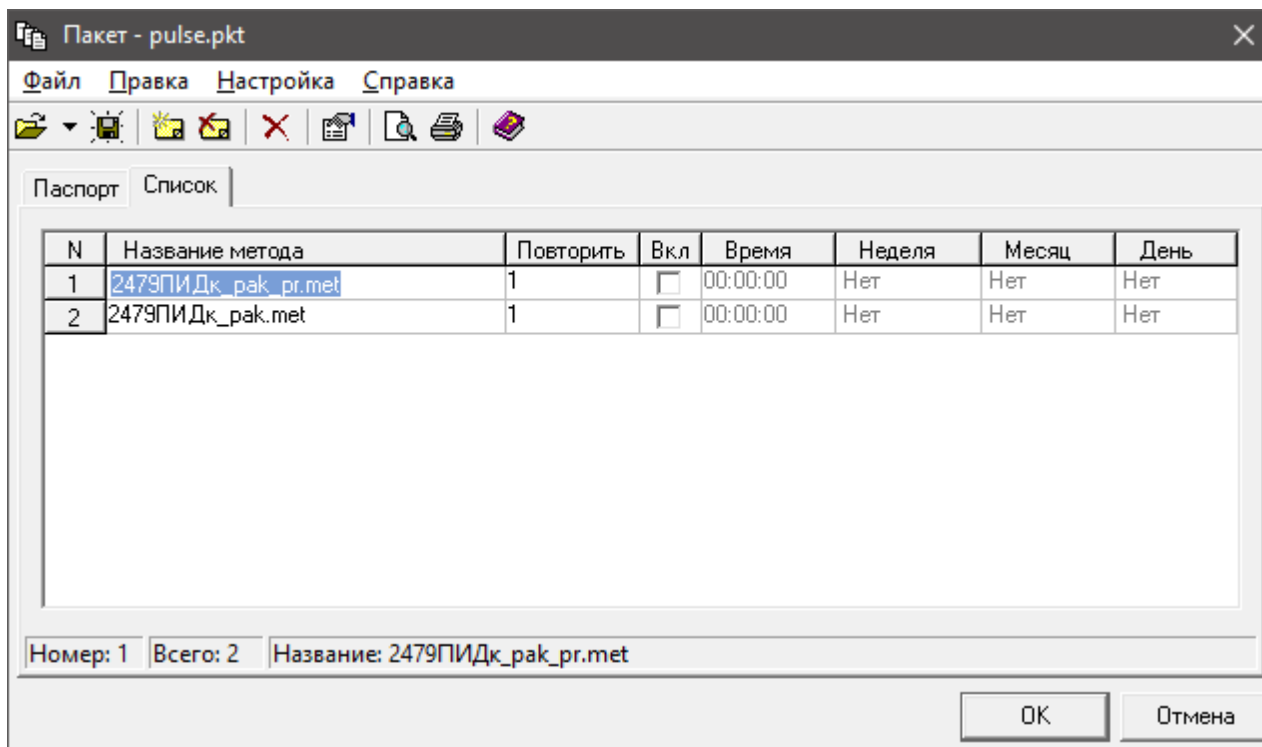 Пакет - pulse.pkt
Файл Правка Настройка Справка
Паспорт Список
N Название метода Повторить Вкл Время Неделя Месяц День
1 2479ПИДк_pak_pr.met 1 00:00:00 Нет Нет Нет
2 2479ПИДк_pak.met 1 00:00:00 Нет Нет Нет
Номер: 1 Всего: 2 Название: 2479ПИДк_pak_pr.met
OK Отмена